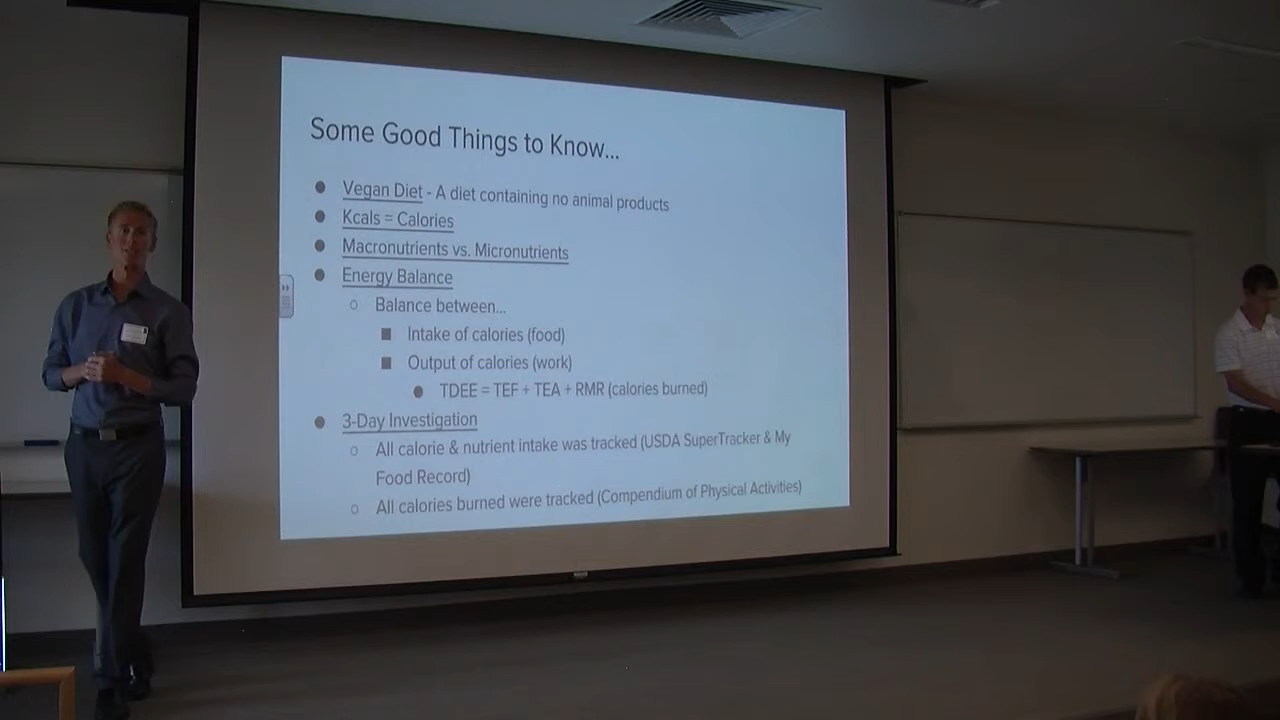 Some Good Things to Know...
● Vegan Diet - A diet containing no animal products
● Kcals = Calories
● Macronutrients vs. Micronutrients
● Energy Balance
○ Balance between...
■ Intake of calories (food)
■ Output of calories (work)
● TDEE = TEF + TEA + RMR (calories burned)
● 3-Day Investigation
○ All calorie & nutrient intake was tracked (USDA SuperTracker & My
Food Record)
○ All calories burned were tracked (Compendium of Physical Activities)